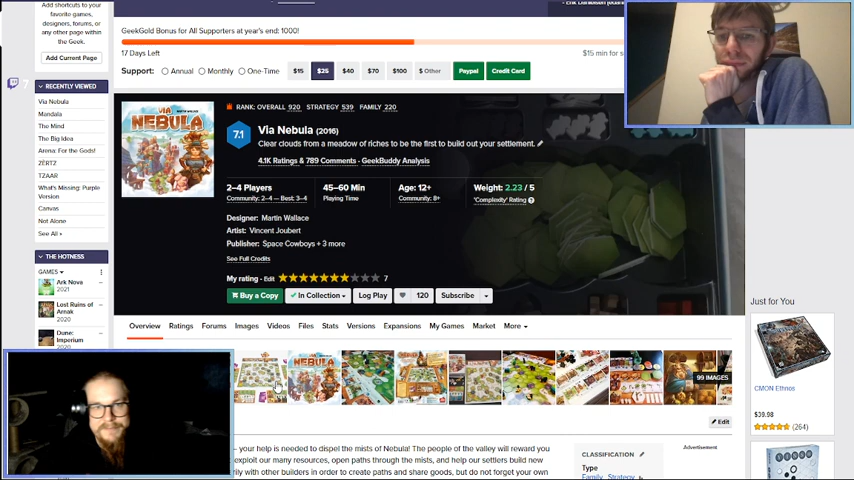 Add shortcuts to your
favorite games,
designers, forums, or
any other page within
the Geek.
Add Current Page
RECENTLY VIEWED
Via Nebula
Mandala
The Mind
The Big Idea
Arena: For the Gods!
ZÈRTZ
TZAAR
What's Missing: Purple
Version
Canvas
Not Alone
See All »
THE HOTNESS
GAMES
Ark Nova
2021
Lost Ruins of
Arnak
2020
Dune:
Imperium
2020
GeekGold Bonus for All Supporters at year's end: 1000!
17 Days Left
$15 min for
Support: Annual Monthly One-Time $15 $25 $40 $70 $100 $ Other Paypal Credit Card
VIA
NEBULA
RANK: OVERALL 920 STRATEGY 539 FAMILY 220
7.1
Via Nebula (2016)
Clear clouds from a meadow of riches to be the first to build out your settlement.
4.1K Ratings & 789 Comments · GeekBuddy Analysis
2–4 Players 45–60 Min Age: 12+ Weight: 2.23 / 5
Community: 2–4 — Best: 3–4 Playing Time Community: 8+ 'Complexity' Rating
Designer: Martin Wallace
Artist: Vincent Joubert
Publisher: Space Cowboys + 3 more
See Full Credits
My rating · Edit 7
Buy a Copy In Collection Log Play 120 Subscribe
Overview Ratings Forums Images Videos Files Stats Versions Expansions My Games Market More
NEBULA
99 IMAGES
Edit
— your help is needed to dispel the mists of Nebula! The people of the valley will reward you
exploit our many resources, open paths through the mists, and help our settlers build new
rily with other builders in order to create paths and share goods, but do not forget your own
CLASSIFICATION
Type
Family, Strategy
Advertisement
Just for You
CMON Ethnos
$39.98
(264)